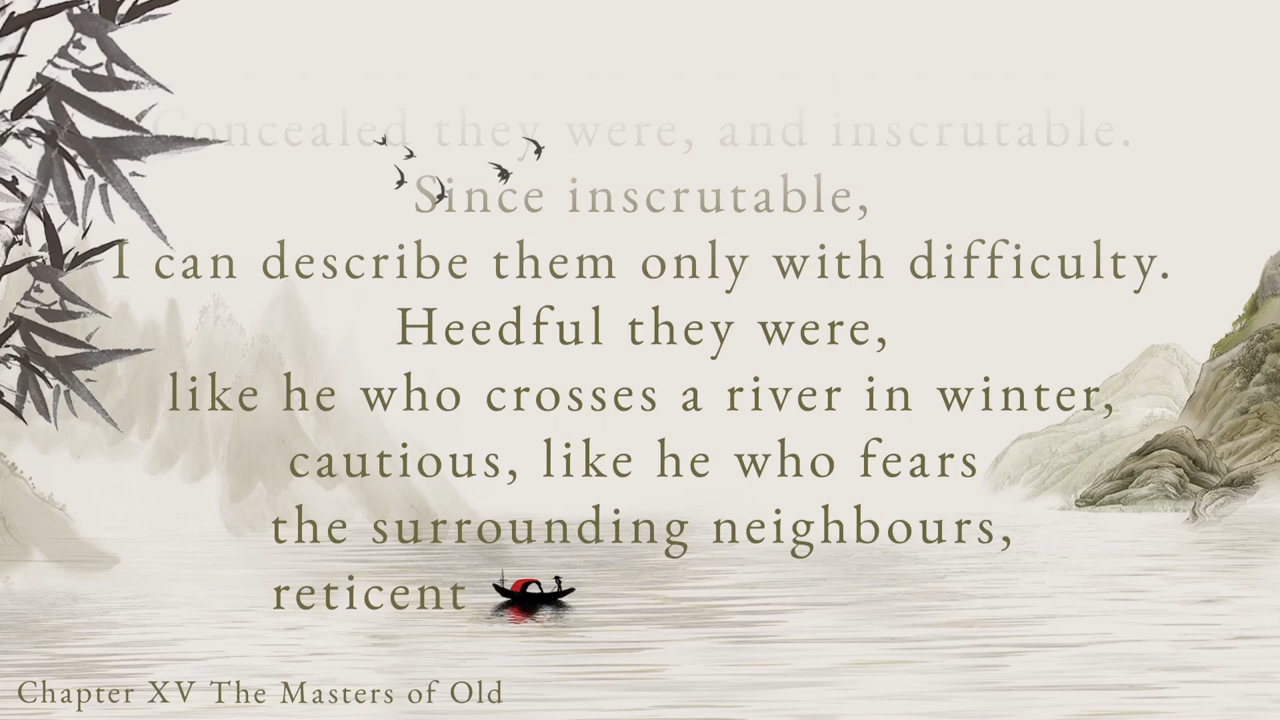 Concealed they were, and inscrutable.
Since inscrutable,
I can describe them only with difficulty.
Heedful they were,
like he who crosses a river in winter,
cautious, like he who fears
the surrounding neighbours,
reticent
Chapter XV The Masters of Old